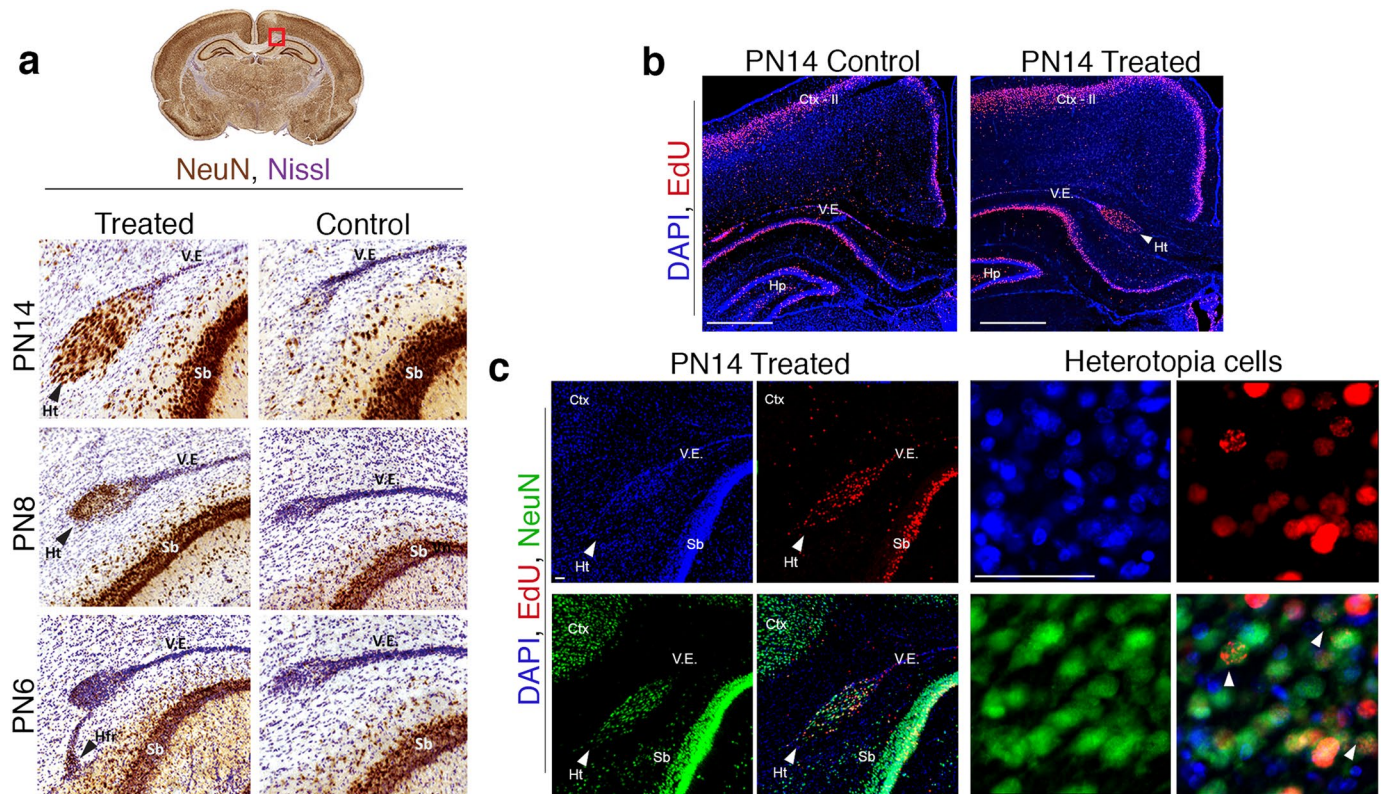 a
NeuN, Nissl
Treated
Control
PN14
V.E
Sb
Ht
V.E.
Sb
PN8
V.E.
Sb
Ht
V.E.
Sb
PN6
V.E.
Hfr
Sb
V.E.
Sb
b
PN14 Control
PN14 Treated
DAPI, EdU
Ctx - II
V.E.
Hp
Ctx - II
V.E.
Ht
Hp
c
PN14 Treated
Heterotopia cells
DAPI, EdU, NeuN
Ctx
V.E.
Sb
Ht
Ctx
V.E.
Sb
Ht
Ctx
V.E.
Sb
Ht
V.E.
Sb
Ht